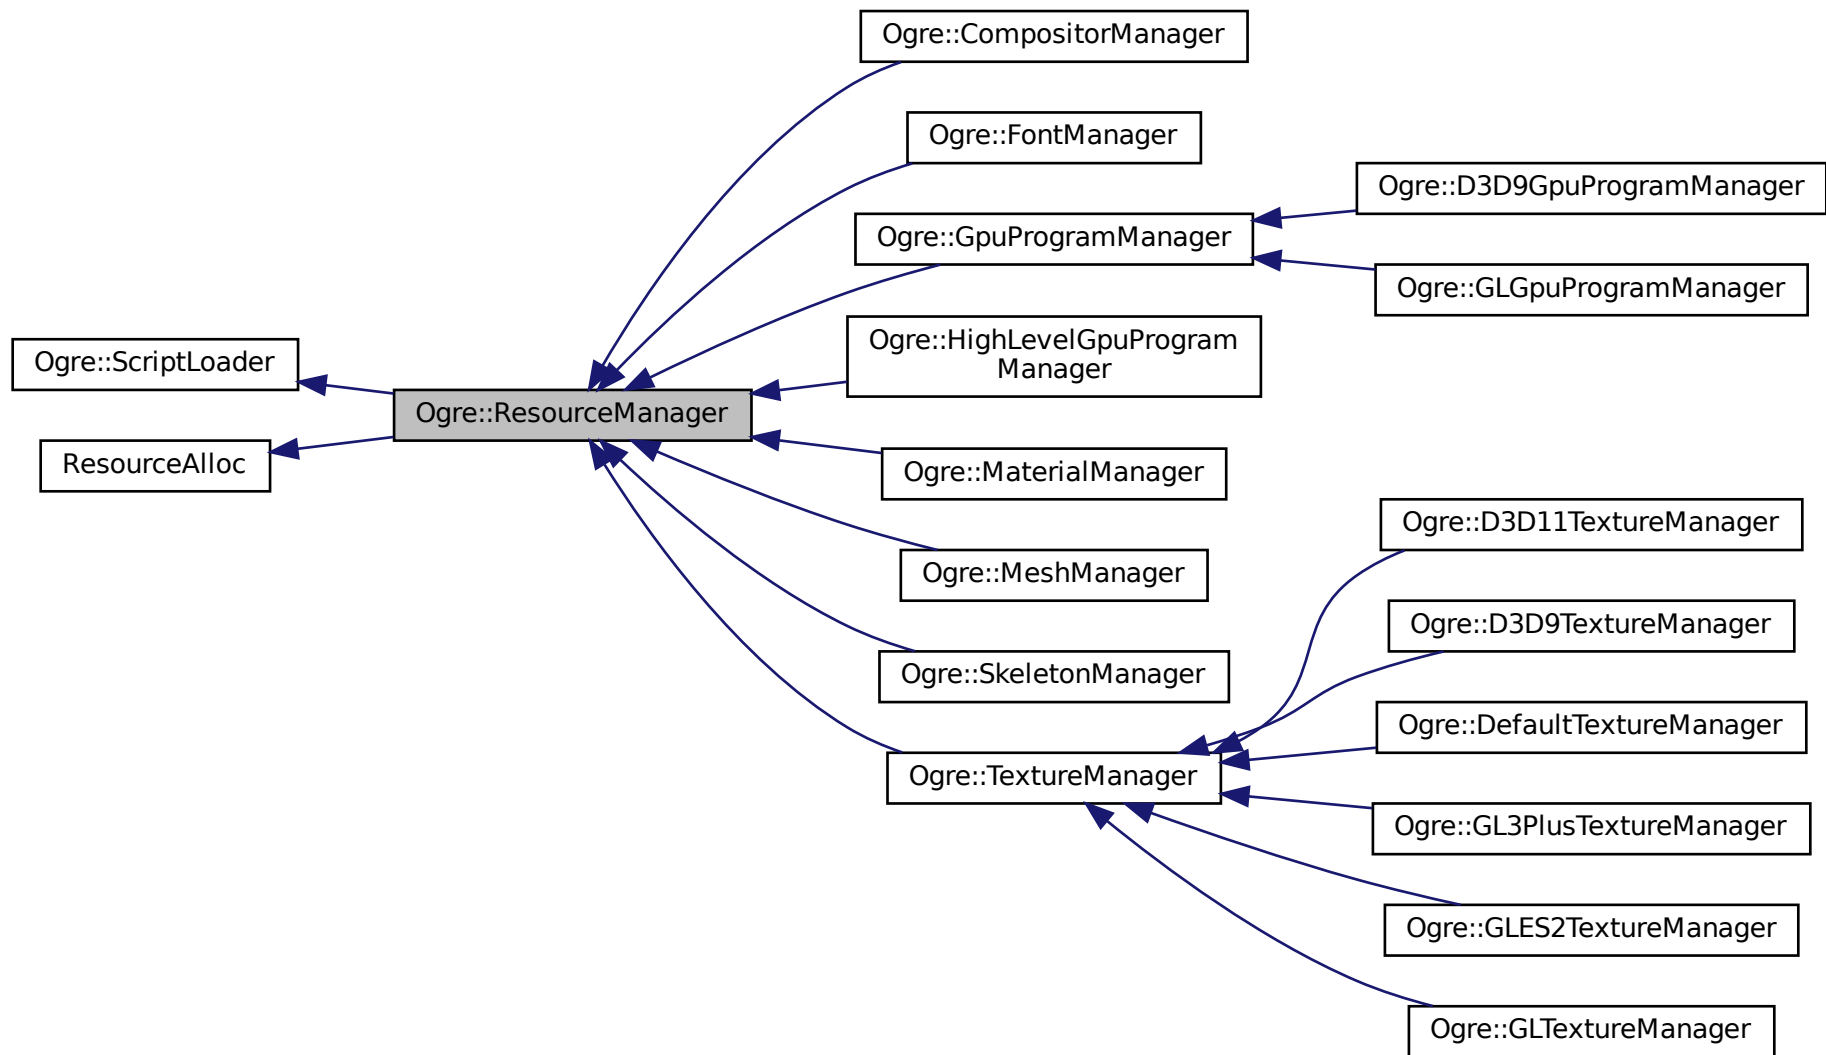 Ogre::CompositorManager
Ogre::FontManager
Ogre::D3D9GpuProgramManager
Ogre::GpuProgramManager
Ogre::GLGpuProgramManager
Ogre::HighLevelGpuProgram
Manager
Ogre::ScriptLoader
Ogre::ResourceManager
ResourceAlloc
Ogre::MaterialManager
Ogre::D3D11TextureManager
Ogre::MeshManager
Ogre::D3D9TextureManager
Ogre::SkeletonManager
Ogre::DefaultTextureManager
Ogre::TextureManager
Ogre::GL3PlusTextureManager
Ogre::GLES2TextureManager
Ogre::GLTextureManager